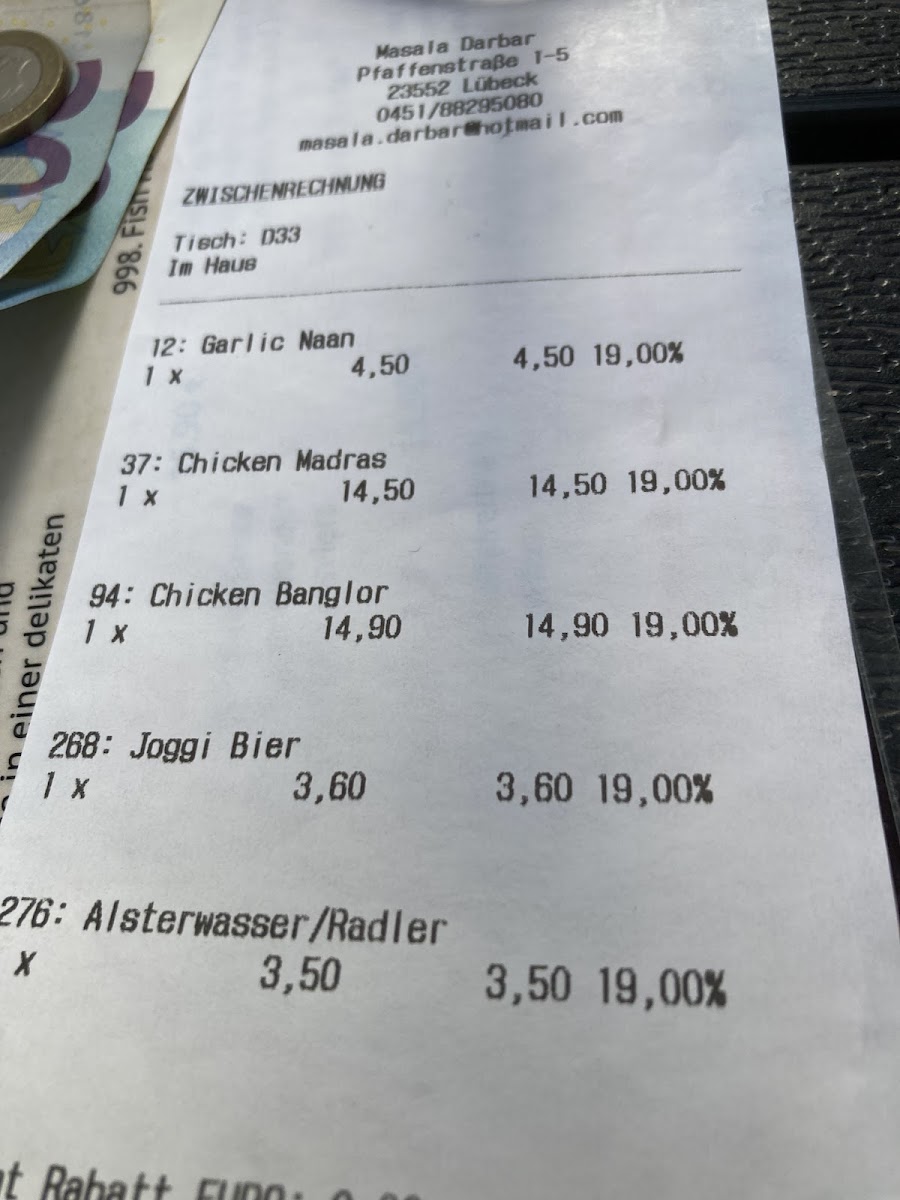 Masala Darbar
Pfaffenstraße 1-5
23552 Lübeck
0451/88295080
masala.darbar@hotmail.com
ZWISCHENRECHNUNG
Tisch: D33
Im Haus
12: Garlic Naan
1 x 4,50 4,50 19,00%
37: Chicken Madras
1 x 14,50 14,50 19,00%
94: Chicken Banglor
1 x 14,90 14,90 19,00%
268: Joggi Bier
1 x 3,60 3,60 19,00%
276: Alsterwasser/Radler
x 3,50 3,50 19,00%
Rabatt EURO:
998. Fish
in einer delikaten